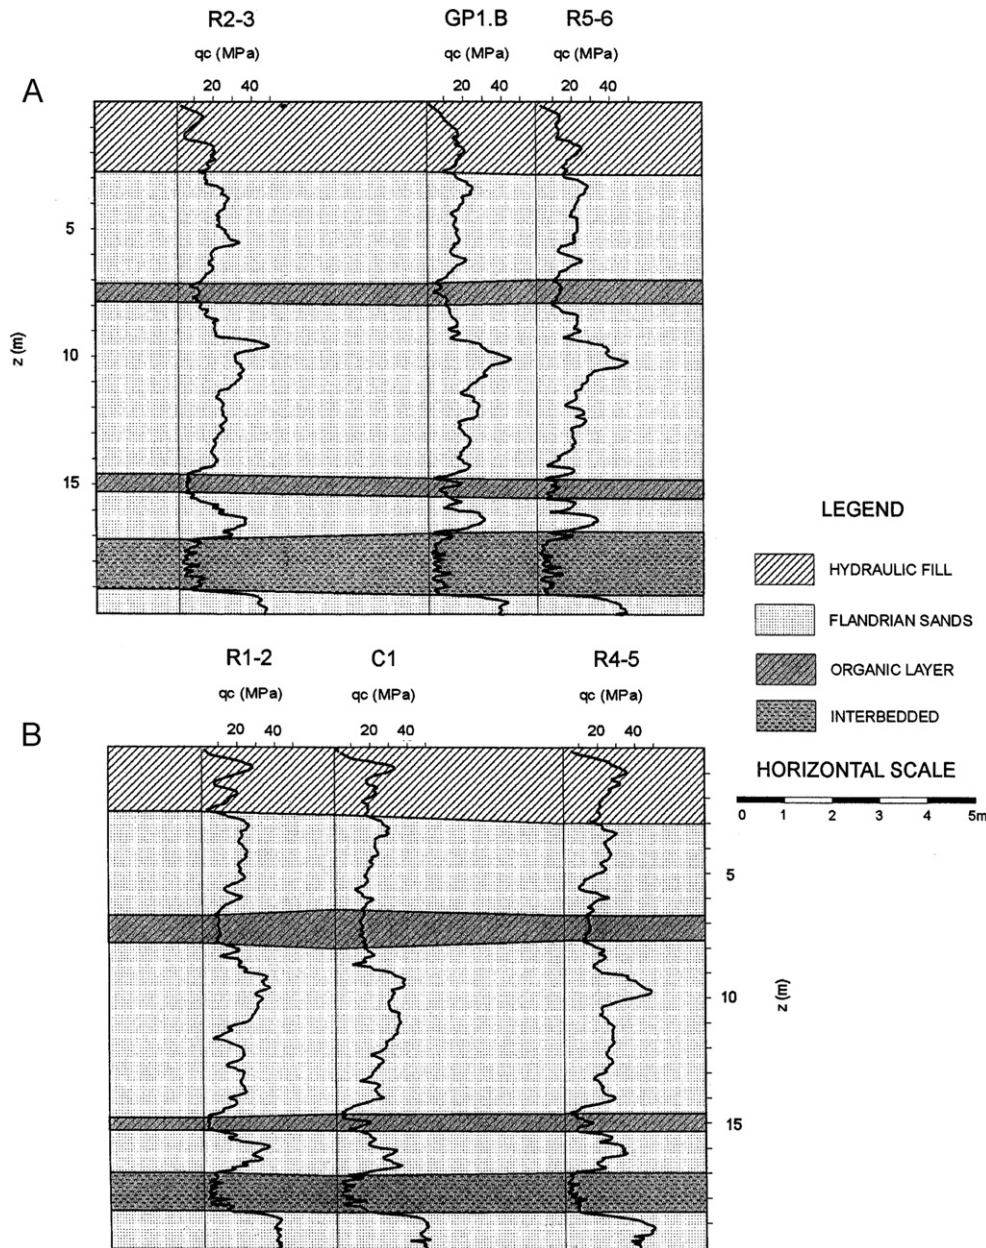 R2-3 GP1.B R5-6
qc (MPa) qc (MPa) qc (MPa)
20 40 20 40 20 40
A
5
10
15
z (m)
LEGEND
HYDRAULIC FILL
FLANDRIAN SANDS
ORGANIC LAYER
INTERBEDDED
HORIZONTAL SCALE
0 1 2 3 4 5m
R1-2 C1 R4-5
qc (MPa) qc (MPa) qc (MPa)
20 40 20 40 20 40
B
5
10
15
z (m)